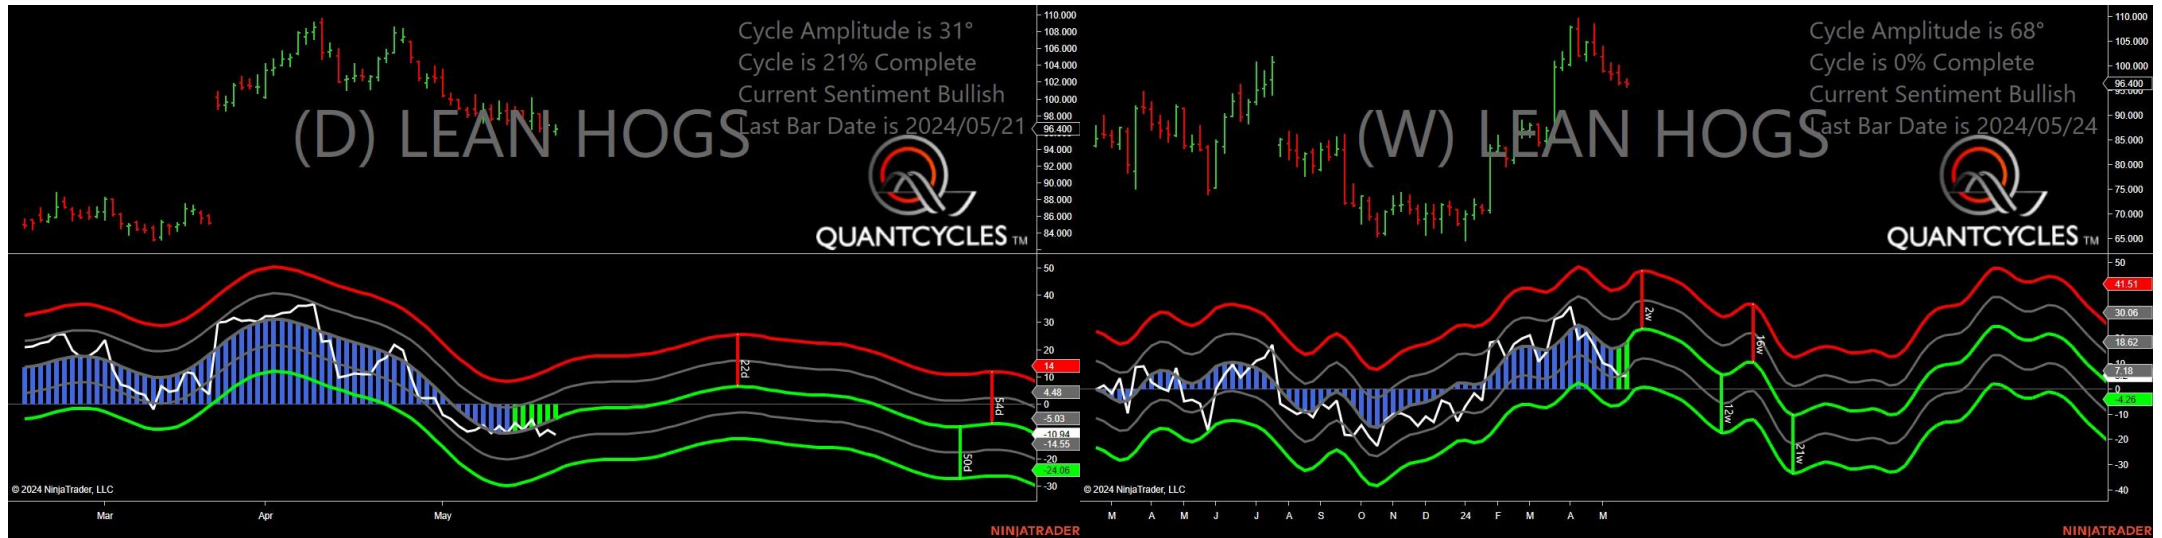 Cycle Amplitude is 31°
Cycle is 21% Complete
Current Sentiment Bullish
Last Bar Date is 2024/05/21
(D) LEAN HOGS
QUANTCYCLES TM
110.000
108.000
106.000
104.000
102.000
100.000
98.000
96.400
94.000
92.000
90.000
88.000
86.000
84.000
50
40
30
20
14
10
4.48
0
-5.03
-10.94
-14.55
-20
-24.06
-30
22d
54d
50d
© 2024 NinjaTrader, LLC
Mar
Apr
May
NINJATRADER
Cycle Amplitude is 68°
Cycle is 0% Complete
Current Sentiment Bullish
Last Bar Date is 2024/05/24
(W) LEAN HOGS
QUANTCYCLES TM
110.000
105.000
100.000
96.400
95.000
90.000
85.000
80.000
75.000
70.000
65.000
50
41.51
30.06
18.62
10
7.18
0
-4.26
-10
-20
-30
-40
2w
16w
12w
21w
© 2024 NinjaTrader, LLC
M
A
M
J
J
A
S
O
N
D
24
F
M
A
M
NINJATRADER